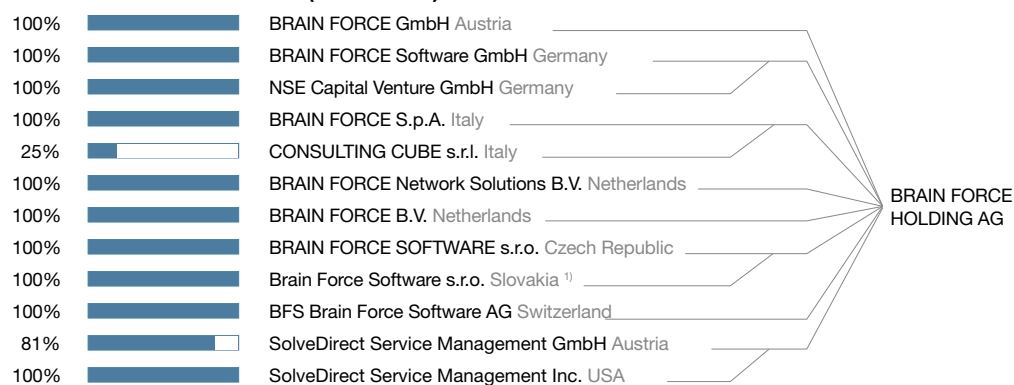 100% BRAIN FORCE GmbH Austria
100% BRAIN FORCE Software GmbH Germany
100% NSE Capital Venture GmbH Germany
100% BRAIN FORCE S.p.A. Italy
25% CONSULTING CUBE s.r.l. Italy
100% BRAIN FORCE Network Solutions B.V. Netherlands
100% BRAIN FORCE B.V. Netherlands
100% BRAIN FORCE SOFTWARE s.r.o. Czech Republic
100% Brain Force Software s.r.o. Slovakia 1)
100% BFS Brain Force Software AG Switzerland
81% SolveDirect Service Management GmbH Austria
100% SolveDirect Service Management Inc. USA
BRAIN FORCE
HOLDING AG